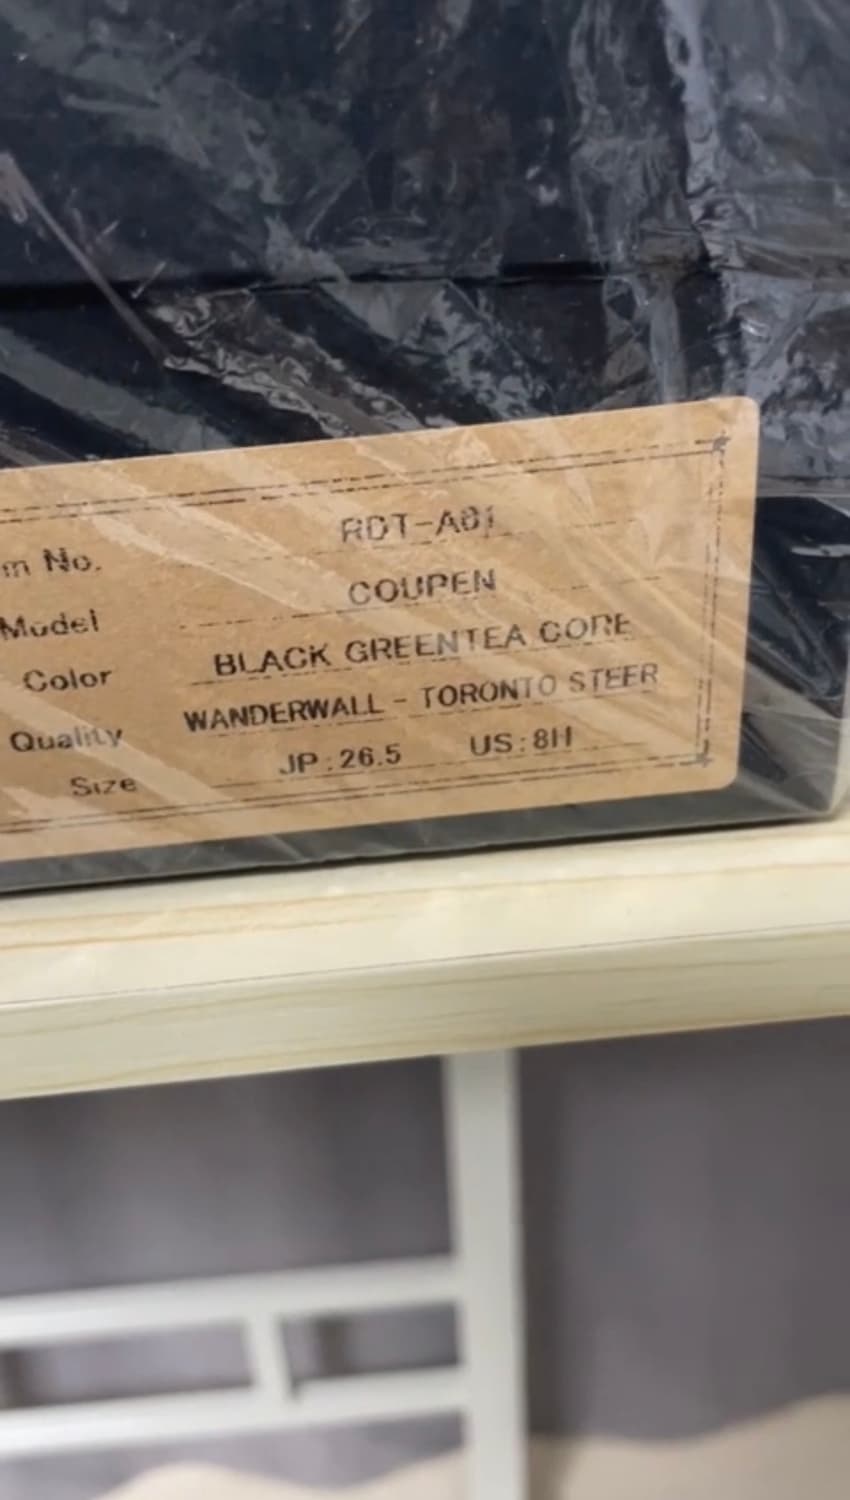 m No. RDT-A01
Model COUPEN
Color BLACK GREENTEA CORE
Quality WANDERWALL - TORONTO STEER
Size JP:26.5 US:8H